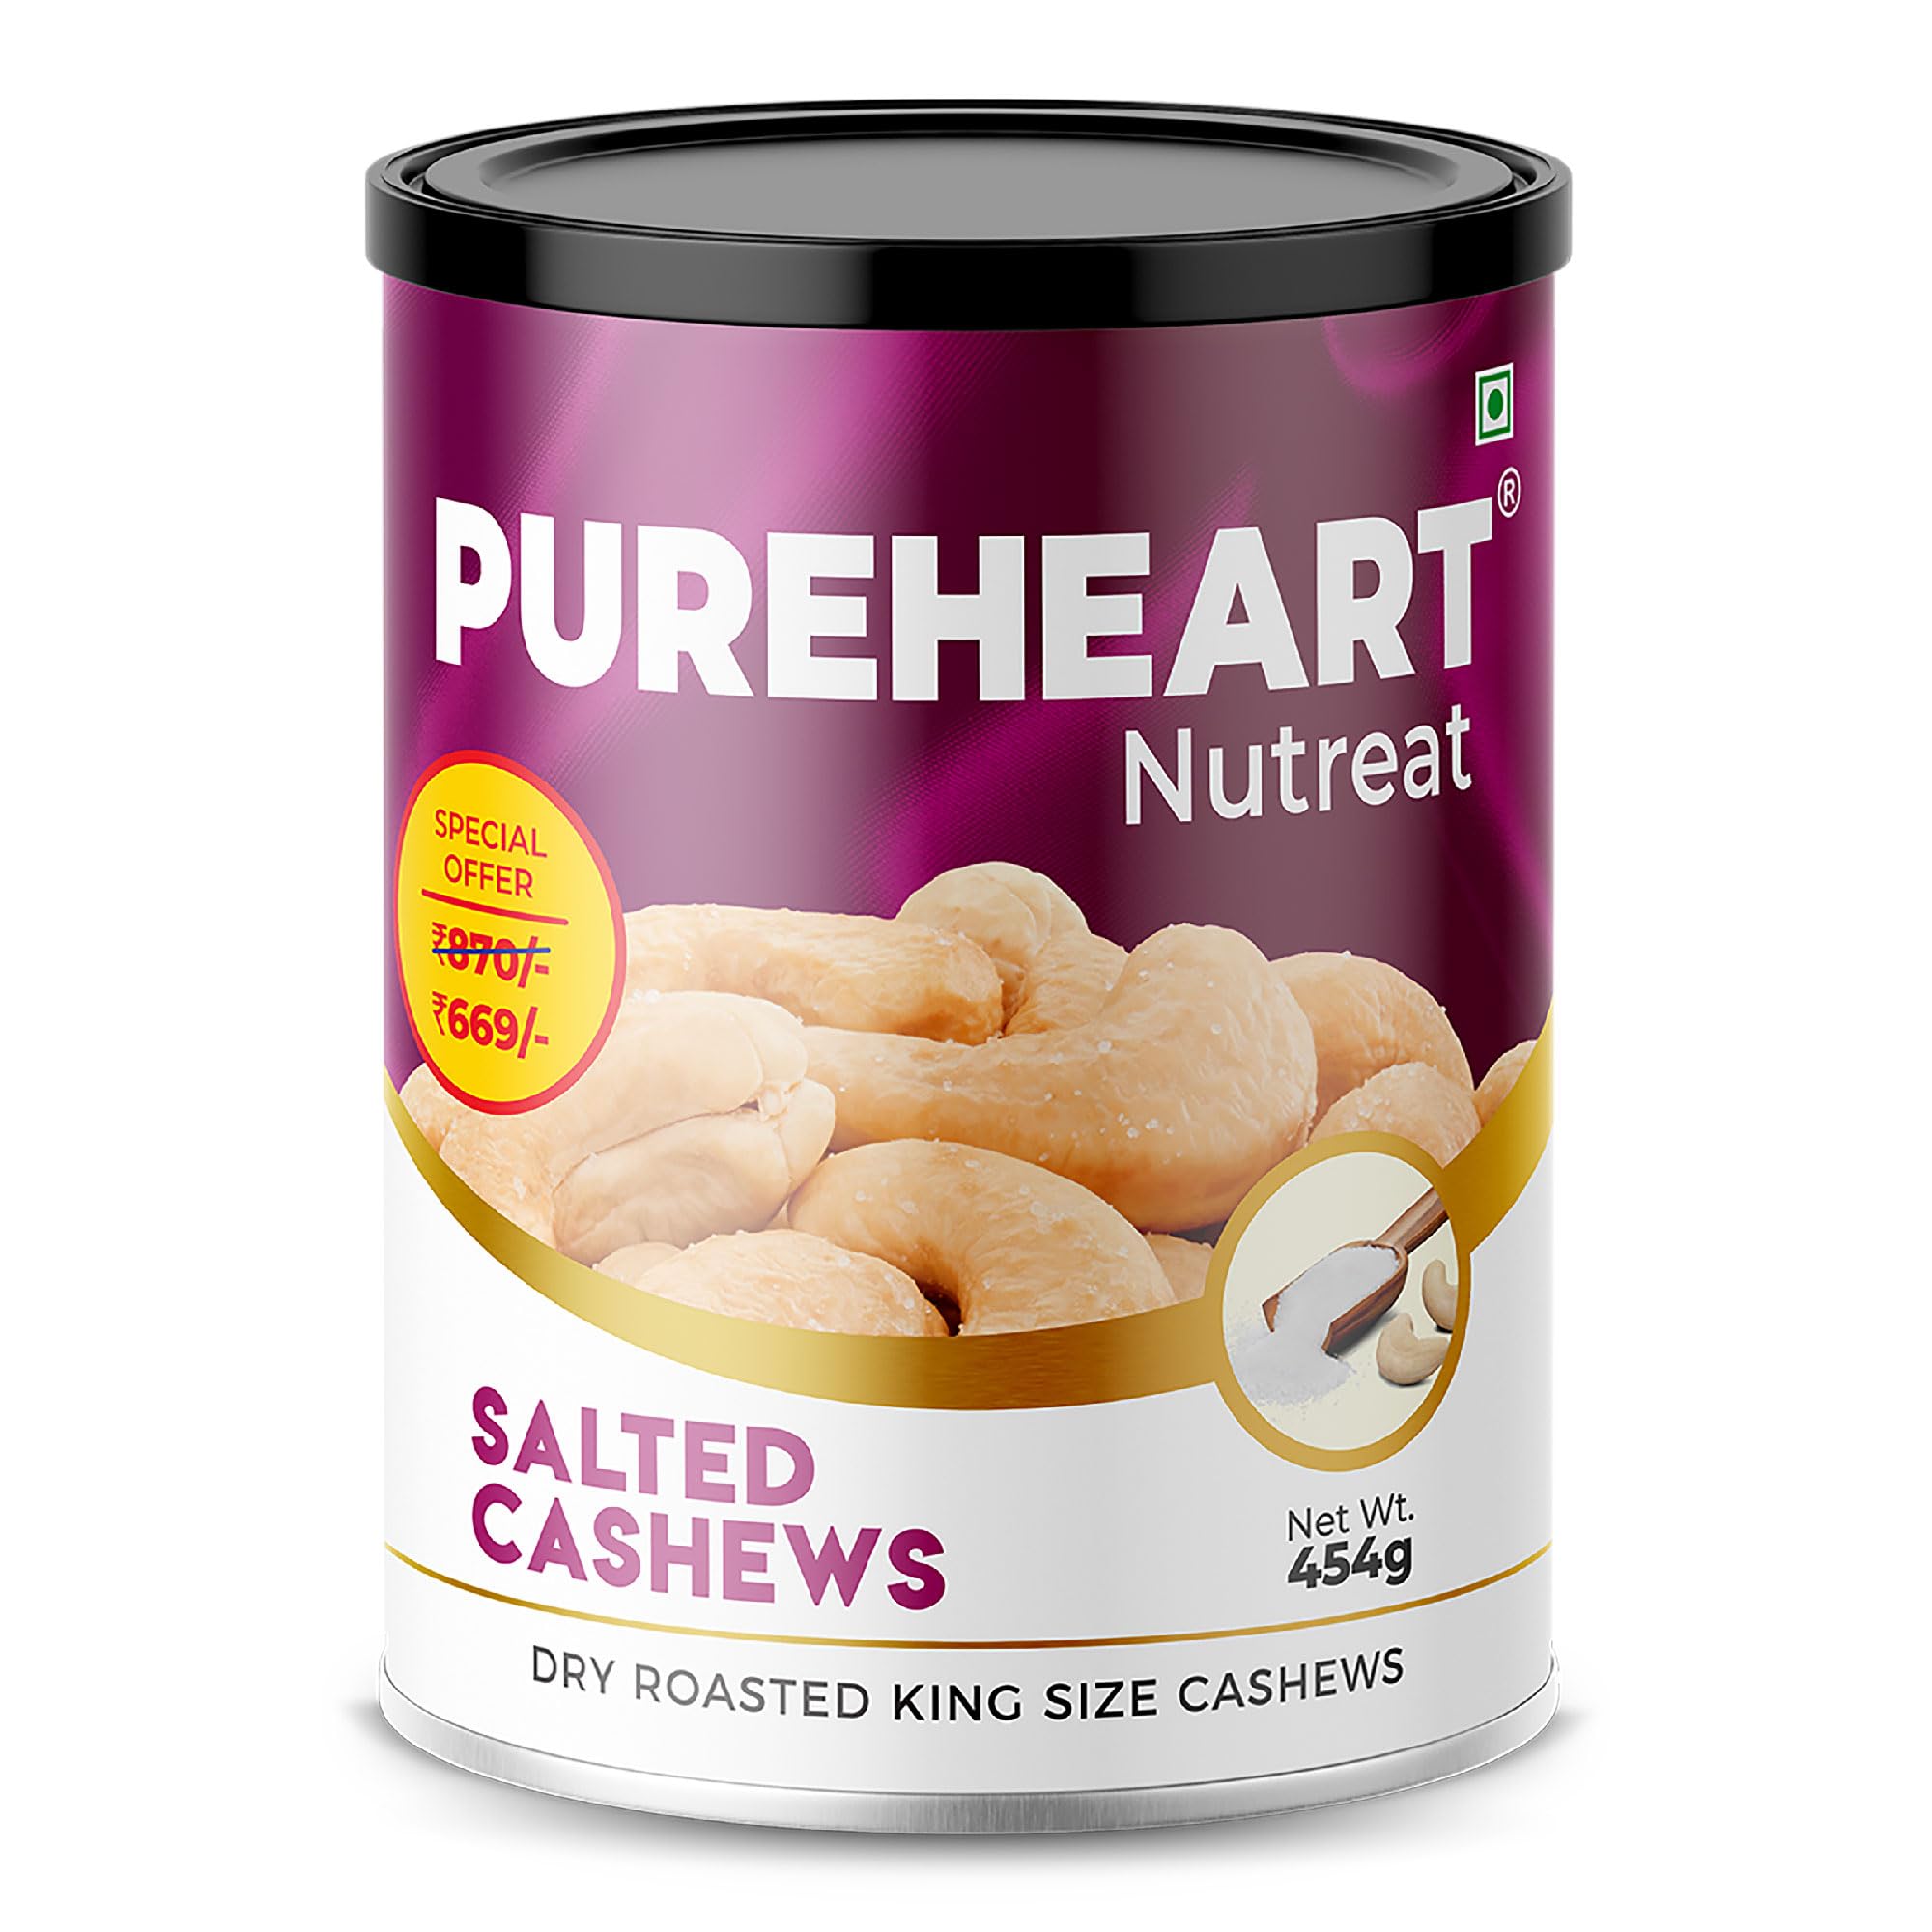 PUREHEART®
Nutreat
SPECIAL
OFFER
₹870/-
₹669/-
SALTED
CASHEWS
Net Wt.
454g
DRY ROASTED KING SIZE CASHEWS